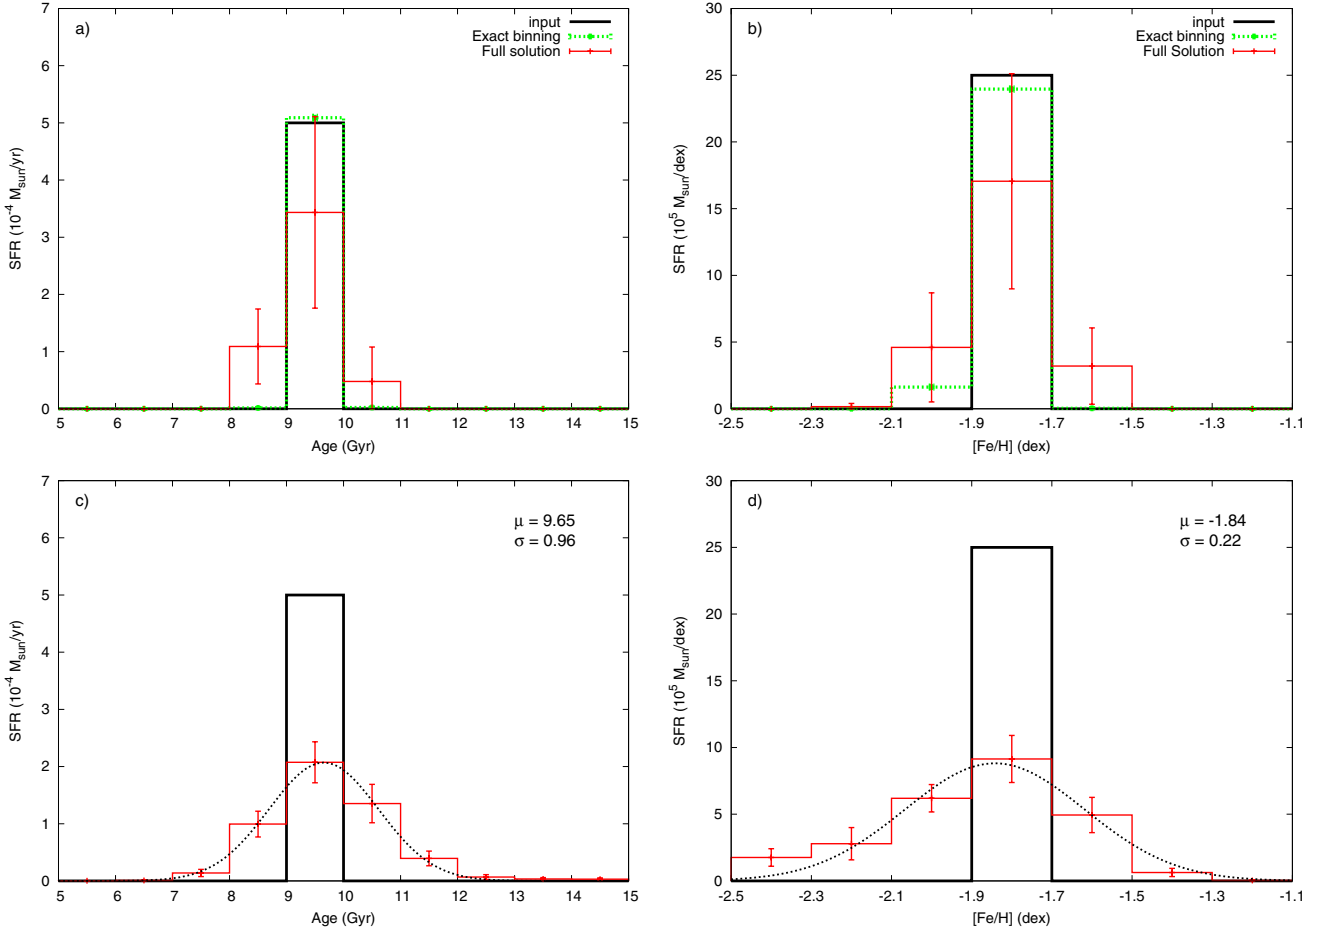 a)
input
Exact binning
Full solution
SFR (10⁻⁴ M_sun/yr)
7
6
5
4
3
2
1
0
5 6 7 8 9 10 11 12 13 14 15
Age (Gyr)
b)
input
Exact binning
Full Solution
SFR (10⁵ M_sun/dex)
30
25
20
15
10
5
0
-2.5 -2.3 -2.1 -1.9 -1.7 -1.5 -1.3 -1.1
[Fe/H] (dex)
c)
μ = 9.65
σ = 0.96
SFR (10⁻⁴ M_sun/yr)
7
6
5
4
3
2
1
0
5 6 7 8 9 10 11 12 13 14 15
Age (Gyr)
d)
μ = -1.84
σ = 0.22
SFR (10⁵ M_sun/dex)
30
25
20
15
10
5
0
-2.5 -2.3 -2.1 -1.9 -1.7 -1.5 -1.3 -1.1
[Fe/H] (dex)